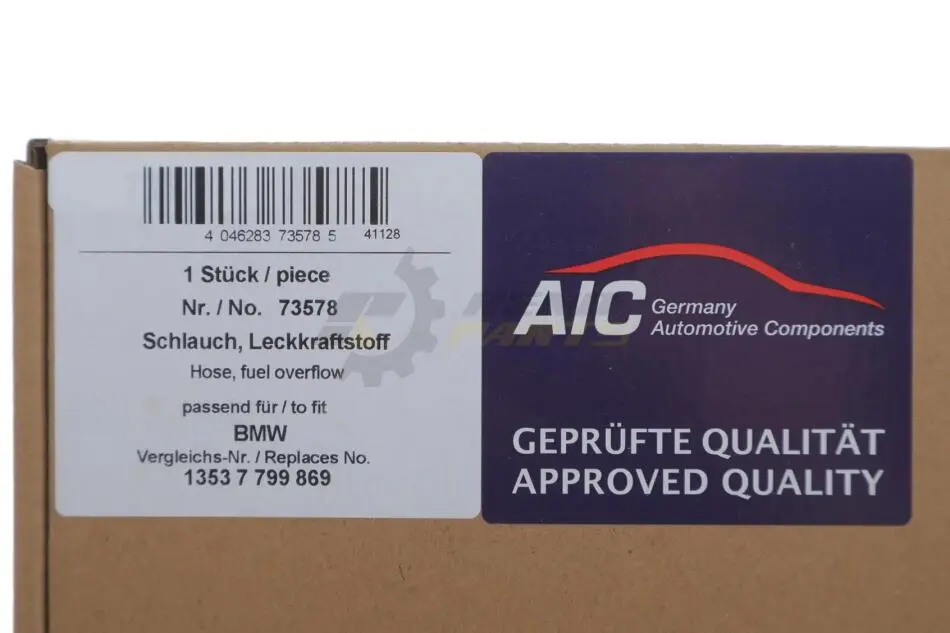 4 046283 73578 5 41128
1 Stück / piece
Nr. / No. 73578
Schlauch, Leckkraftstoff
Hose, fuel overflow
passend für / to fit
BMW
Vergleichs-Nr. / Replaces No.
1353 7 799 869
AIC Germany
Automotive Components
GEPRÜFTE QUALITÄT
APPROVED QUALITY
PARTS